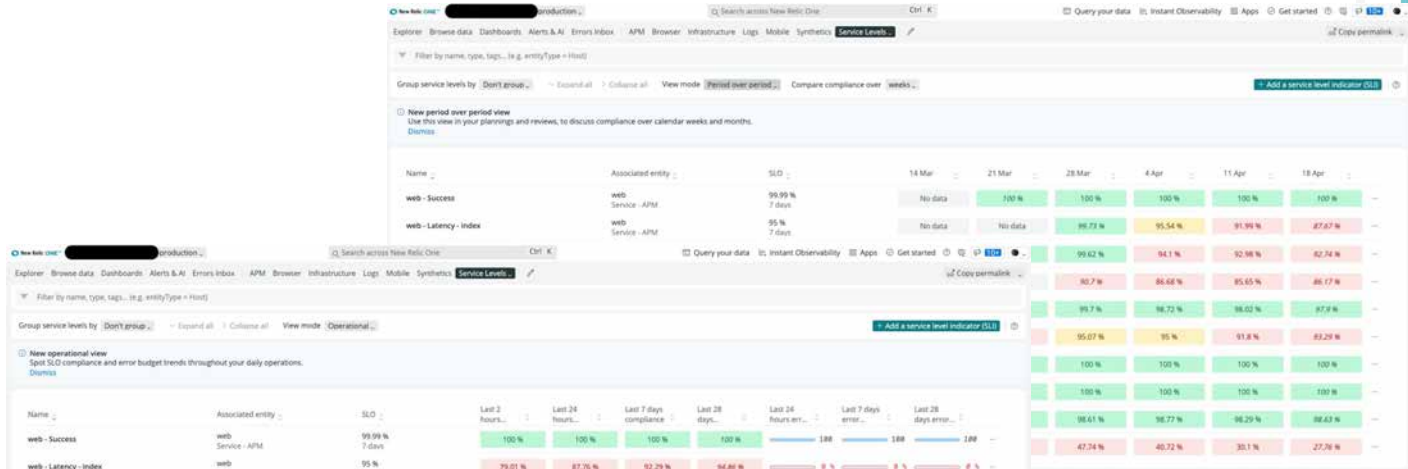 New Relic ONE™
production
Search across New Relic One
Ctrl K
Query your data
Instant Observability
Apps
Get started
10+
Explorer Browse data Dashboards Alerts & AI Errors inbox APM Browser Infrastructure Logs Mobile Synthetics Service Levels
Copy permalink
Filter by name, type, tags... (e.g. entityType = Host)
Group service levels by Don't group
Expand all
Collapse all
View mode Period over period
Compare compliance over weeks
+ Add a service level indicator (SLI)
New period over period view
Use this view in your plannings and reviews, to discuss compliance over calendar weeks and months.
Dismiss
Name Associated entity SLO 14 Mar 21 Mar 28 Mar 4 Apr 11 Apr 18 Apr
web - Success web 99.99 % No data 100 % 100 % 100 % 100 % 100 %
Service - APM 7 days
web - Latency - index web 95 % No data No data 99.73 % 95.54 % 91.99 % 87.67 %
Service - APM 7 days
99.62 % 94.1 % 92.98 % 82.74 %
90.7 % 86.68 % 85.65 % 86.17 %
99.7 % 98.72 % 98.02 % 97.9 %
95.07 % 95 % 91.8 % 83.29 %
100 % 100 % 100 % 100 %
100 % 100 % 100 % 100 %
98.61 % 98.77 % 98.29 % 98.63 %
47.74 % 40.72 % 30.1 % 27.76 %
New Relic ONE™
production
Search across New Relic One
Ctrl K
Query your data
Instant Observability
Apps
Get started
10+
Explorer Browse data Dashboards Alerts & AI Errors inbox APM Browser Infrastructure Logs Mobile Synthetics Service Levels
Copy permalink
Filter by name, type, tags... (e.g. entityType = Host)
Group service levels by Don't group
Expand all
Collapse all
View mode Operational
+ Add a service level indicator (SLI)
New operational view
Spot SLO compliance and error budget trends throughout your daily operations.
Dismiss
Name Associated entity SLO Last 2 hours... Last 24 hours... Last 7 days compliance Last 28 days... Last 24 hours err... Last 7 days error... Last 28 days error...
web - Success web 99.99 % 100 % 100 % 100 % 100 % 100 100 100
Service - APM 7 days
web - Latency - index web 95 % 79.01 % 87.76 % 92.29 % 94.86 % 0 % 0 % 0 %